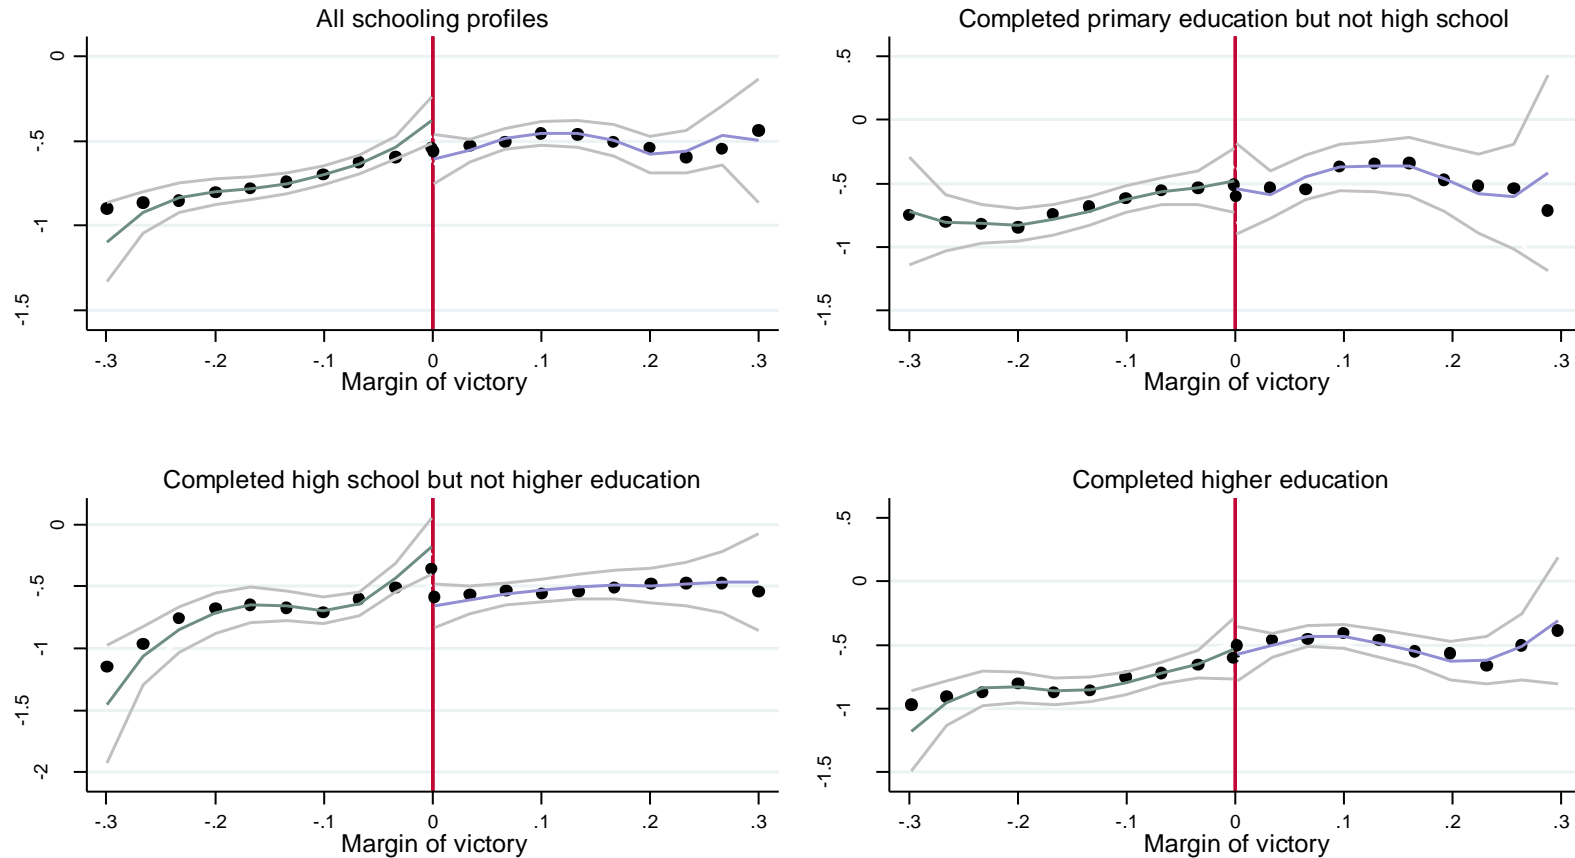 All schooling profiles
0
-.5
-1
-1.5
-.3 -.2 -.1 0 .1 .2 .3
Margin of victory
Completed primary education but not high school
.5
0
-.5
-1
-1.5
-.3 -.2 -.1 0 .1 .2 .3
Margin of victory
Completed high school but not higher education
0
-.5
-1
-1.5
-2
-.3 -.2 -.1 0 .1 .2 .3
Margin of victory
Completed higher education
.5
0
-.5
-1
-1.5
-.3 -.2 -.1 0 .1 .2 .3
Margin of victory